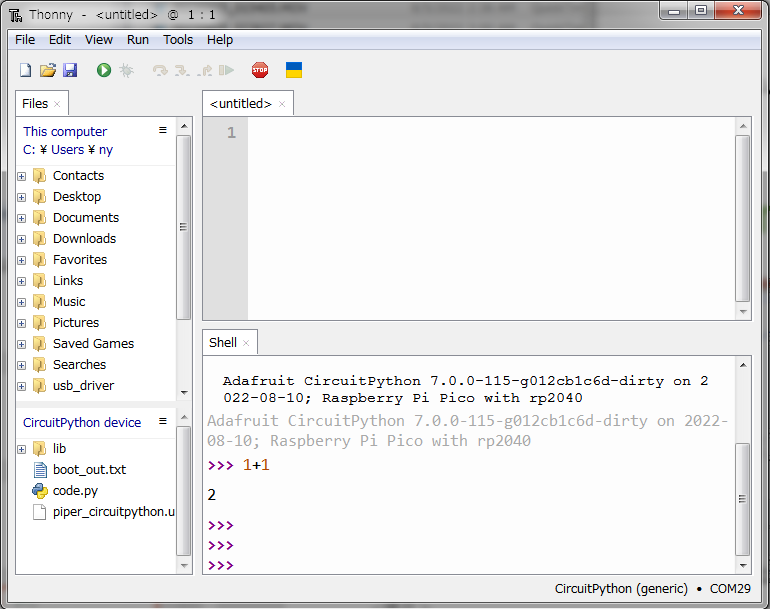 Thonny - <untitled> @ 1 : 1
File Edit View Run Tools Help
STOP
Files
This computer
C: ¥ Users ¥ ny
Contacts
Desktop
Documents
Downloads
Favorites
Links
Music
Pictures
Saved Games
Searches
usb_driver
CircuitPython device
lib
boot_out.txt
code.py
piper_circuitpython.u
<untitled>
1
Shell
Adafruit CircuitPython 7.0.0-115-g012cb1c6d-dirty on 2
022-08-10; Raspberry Pi Pico with rp2040
Adafruit CircuitPython 7.0.0-115-g012cb1c6d-dirty on 2022-
08-10; Raspberry Pi Pico with rp2040
>>> 1+1
2
>>>
>>>
>>>
CircuitPython (generic) • COM29